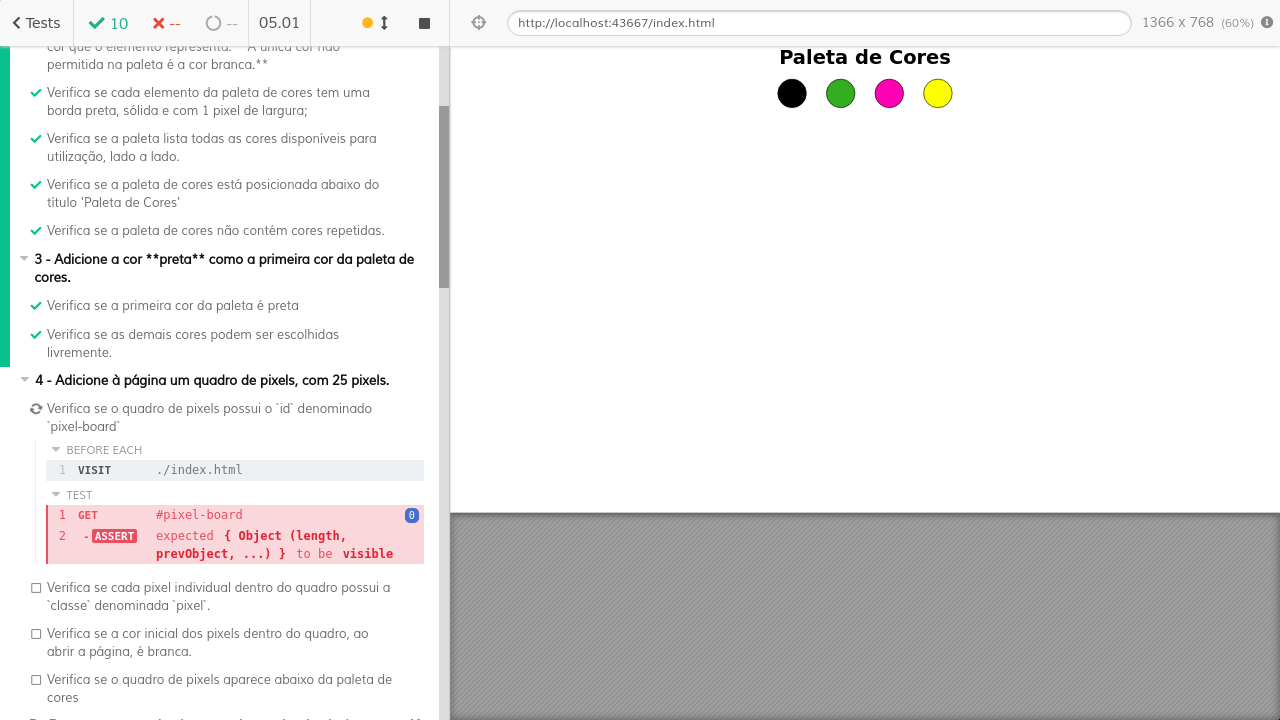 Tests 10 -- -- 05.01
http://localhost:43667/index.html 1366 x 768 (60%)
cor que o elemento representa. **A única cor não
permitida na paleta é a cor branca.**
Verifica se cada elemento da paleta de cores tem uma
borda preta, sólida e com 1 pixel de largura;
Verifica se a paleta lista todas as cores disponíveis para
utilização, lado a lado.
Verifica se a paleta de cores está posicionada abaixo do
título 'Paleta de Cores'
Verifica se a paleta de cores não contém cores repetidas.
3 - Adicione a cor **preta** como a primeira cor da paleta de
cores.
Verifica se a primeira cor da paleta é preta
Verifica se as demais cores podem ser escolhidas
livremente.
4 - Adicione à página um quadro de pixels, com 25 pixels.
Verifica se o quadro de pixels possui o `id` denominado
`pixel-board`
BEFORE EACH
1 VISIT ./index.html
TEST
1 GET #pixel-board 0
2 -ASSERT expected { Object (length,
prevObject, ...) } to be visible
Verifica se cada pixel individual dentro do quadro possui a
`classe` denominada `pixel`.
Verifica se a cor inicial dos pixels dentro do quadro, ao
abrir a página, é branca.
Verifica se o quadro de pixels aparece abaixo da paleta de
cores
Paleta de Cores